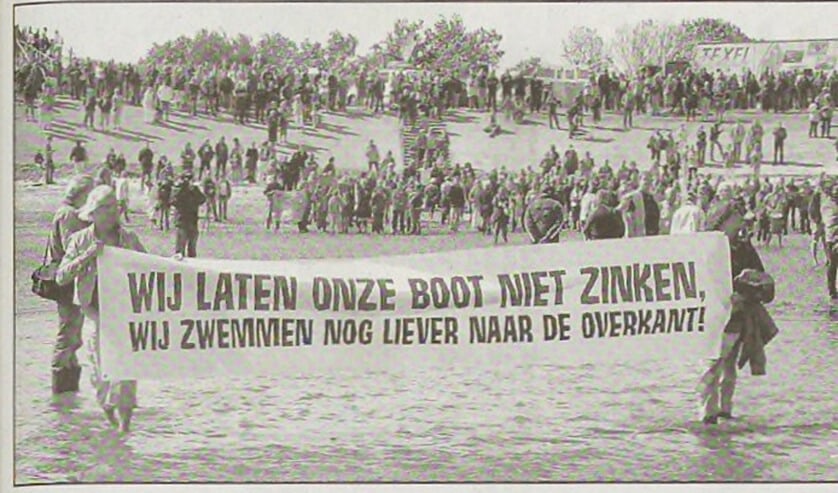 TEXEL
WIJ LATEN ONZE BOOT NIET ZINKEN,
WIJ ZWEMMEN NOG LIEVER NAAR DE OVERKANT!